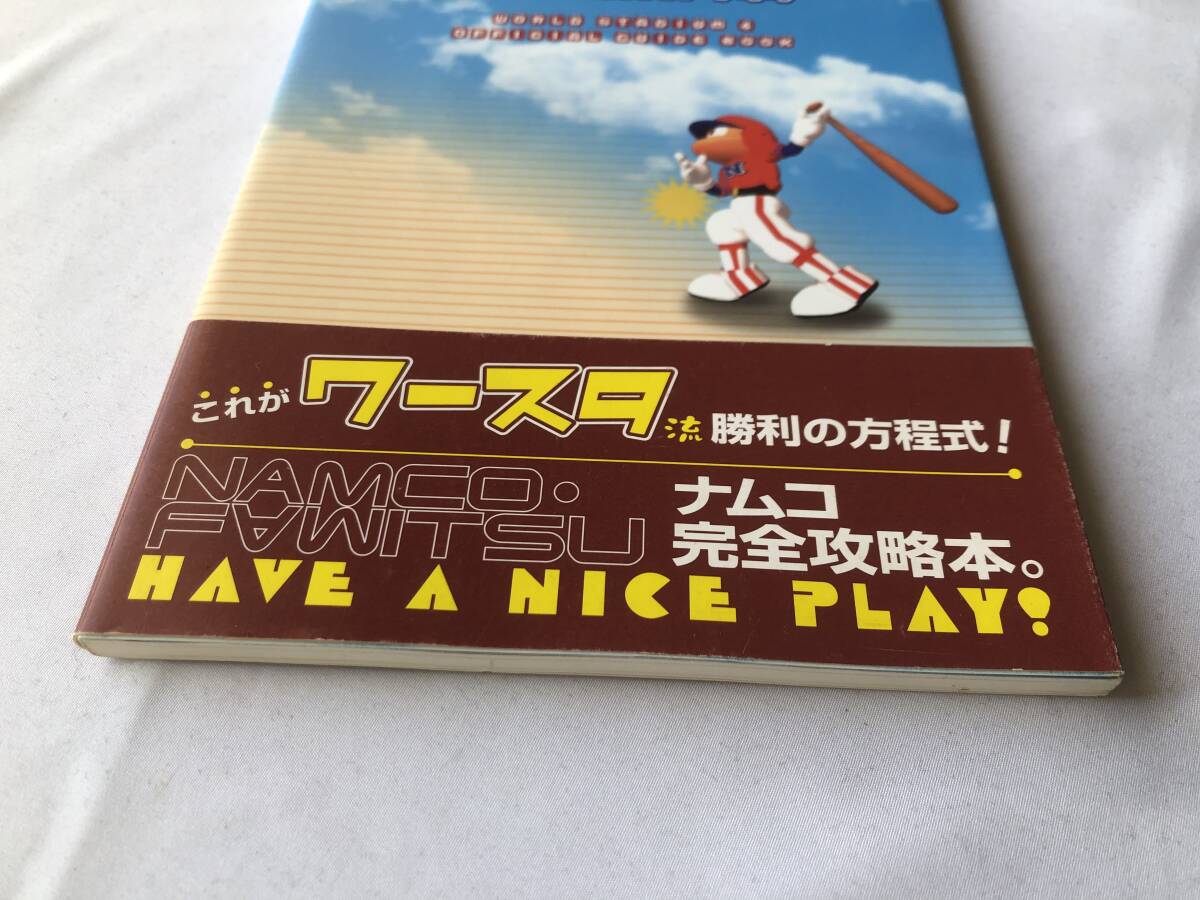 WORLD STADIUM 4
OFFICIAL GUIDE BOOK
N
これがワースタ流 勝利の方程式!
NAMCO・
FAMITSU
ナムコ
完全攻略本。
HAVE A NICE PLAY!